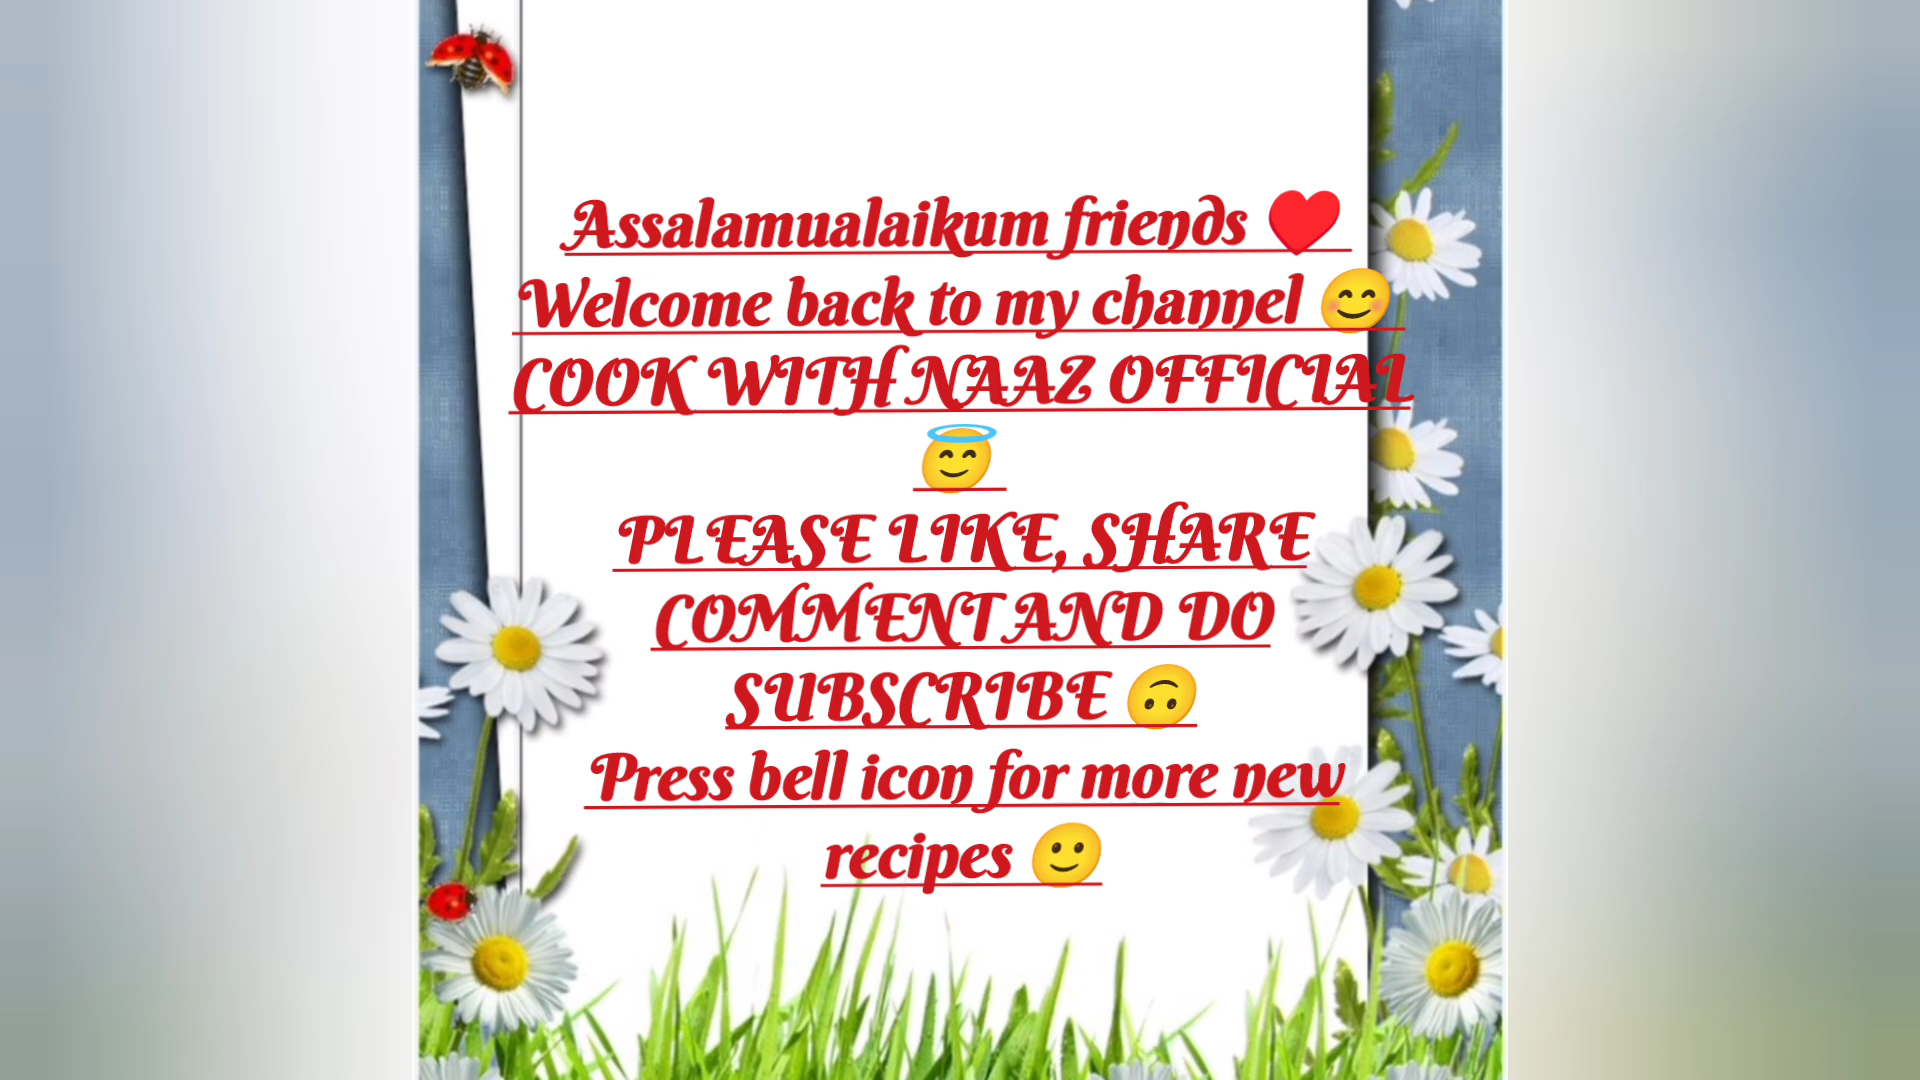 Assalamualaikum friends ❤️
Welcome back to my channel 😊
COOK WITH NAAZ OFFICIAL
😇
PLEASE LIKE, SHARE
COMMENT AND DO
SUBSCRIBE 🙃
Press bell icon for more new
recipes 🙂